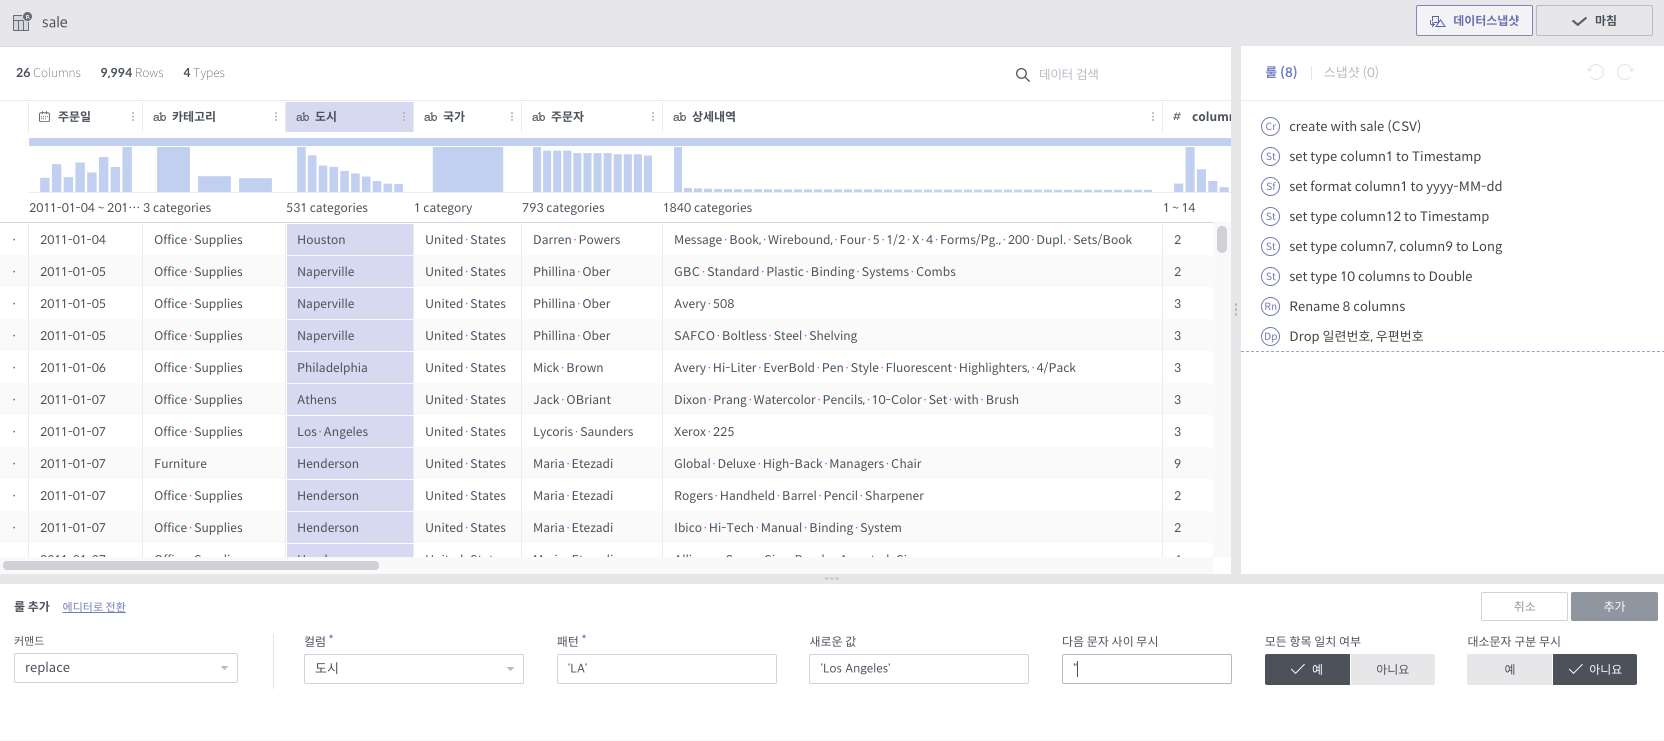 sale
데이터스냅샷 마침
26 Columns 9,994 Rows 4 Types
데이터 검색
룰 (8) 스냅샷 (0)
주문일 ab 카테고리 ab 도시 ab 국가 ab 주문자 ab 상세내역 # colum
2011-01-04 ~ 201··· 3 categories 531 categories 1 category 793 categories 1840 categories 1 ~ 14
· 2011-01-04 Office·Supplies Houston United·States Darren·Powers Message·Book,·Wirebound,·Four·5·1/2·X·4·Forms/Pg.,·200·Dupl.·Sets/Book 2
· 2011-01-05 Office·Supplies Naperville United·States Phillina·Ober GBC·Standard·Plastic·Binding·Systems·Combs 2
· 2011-01-05 Office·Supplies Naperville United·States Phillina·Ober Avery·508 3
· 2011-01-05 Office·Supplies Naperville United·States Phillina·Ober SAFCO·Boltless·Steel·Shelving 3
· 2011-01-06 Office·Supplies Philadelphia United·States Mick·Brown Avery·Hi-Liter·EverBold·Pen·Style·Fluorescent·Highlighters,·4/Pack 3
· 2011-01-07 Office·Supplies Athens United·States Jack·OBriant Dixon·Prang·Watercolor·Pencils,·10-Color·Set·with·Brush 3
· 2011-01-07 Office·Supplies Los·Angeles United·States Lycoris·Saunders Xerox·225 3
· 2011-01-07 Furniture Henderson United·States Maria·Etezadi Global·Deluxe·High-Back·Managers·Chair 9
· 2011-01-07 Office·Supplies Henderson United·States Maria·Etezadi Rogers·Handheld·Barrel·Pencil·Sharpener 2
· 2011-01-07 Office·Supplies Henderson United·States Maria·Etezadi Ibico·Hi-Tech·Manual·Binding·System 2
Cr create with sale (CSV)
St set type column1 to Timestamp
Sf set format column1 to yyyy-MM-dd
St set type column12 to Timestamp
St set type column7, column9 to Long
St set type 10 columns to Double
Rn Rename 8 columns
Dp Drop 일련번호, 우편번호
룰 추가 에디터로 전환
취소 추가
커맨드 컬럼 * 패턴 * 새로운 값 다음 문자 사이 무시 모든 항목 일치 여부 대소문자 구분 무시
replace 도시 'LA' 'Los Angeles' " 예 아니요 예 아니요